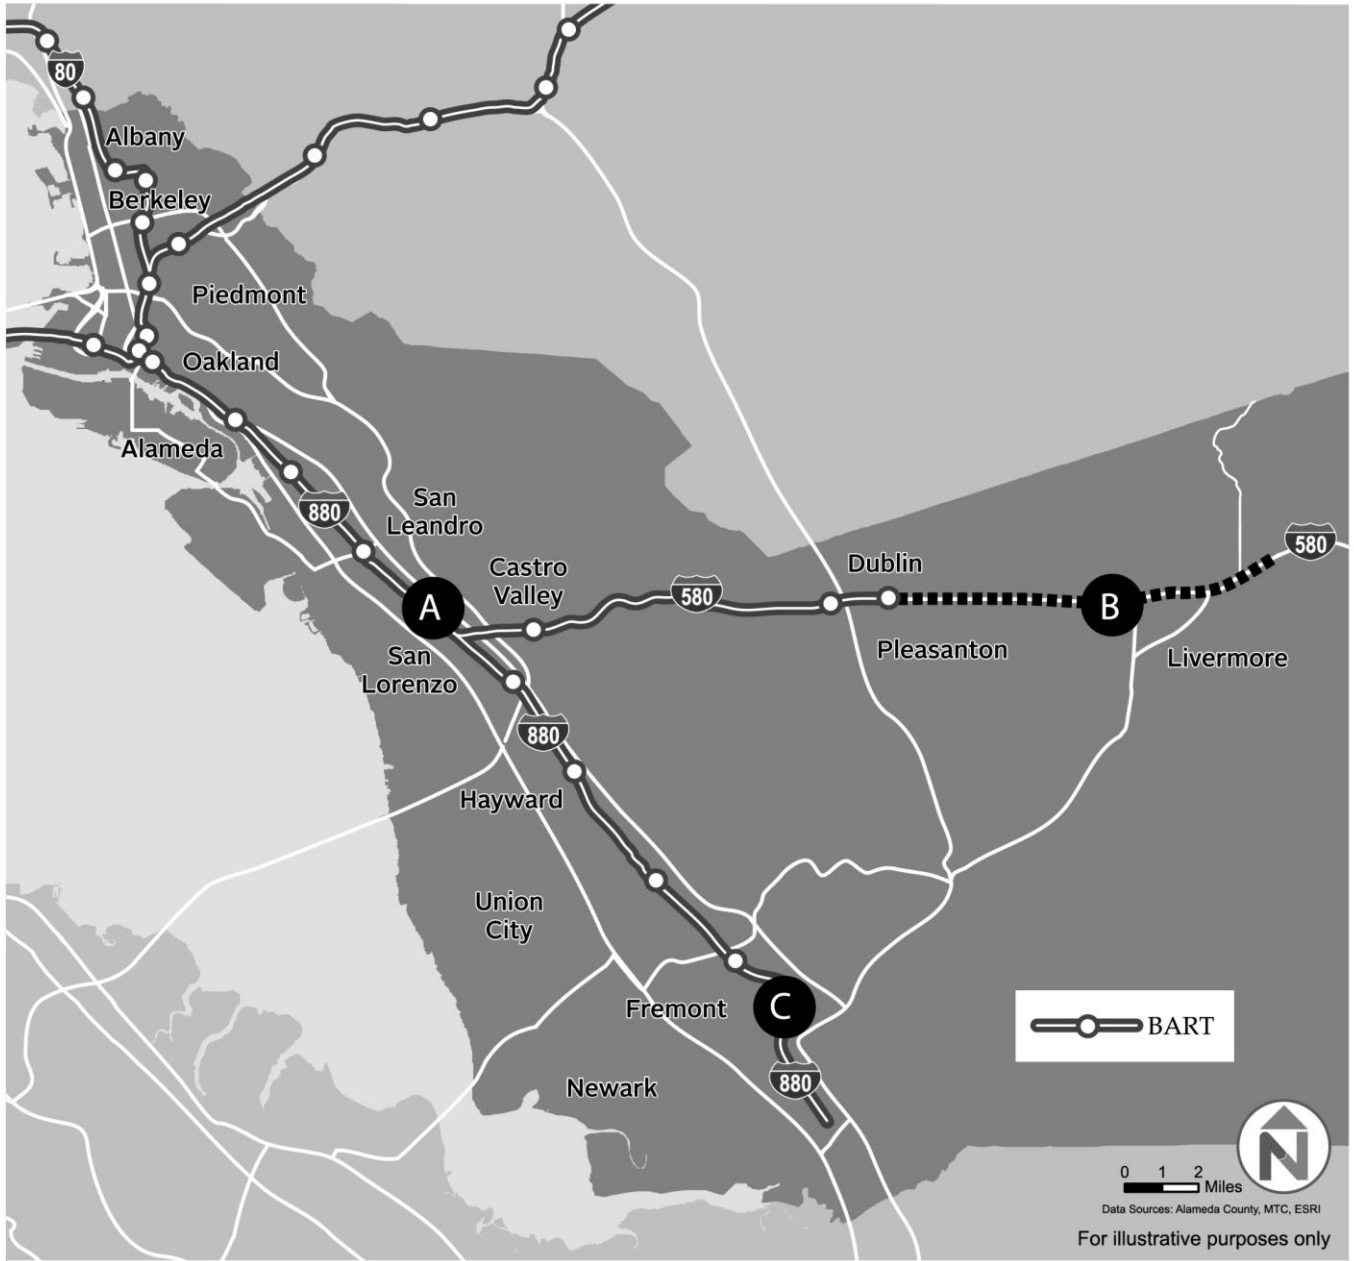 80
Albany
Berkeley
Piedmont
Oakland
Alameda
880
San
Leandro
Castro
Valley
580
Dublin
580
A
B
San
Lorenzo
Pleasanton
Livermore
880
Hayward
Union
City
Fremont
C
BART
880
Newark
N
0 1 2
Miles
Data Sources: Alameda County, MTC, ESRI
For illustrative purposes only